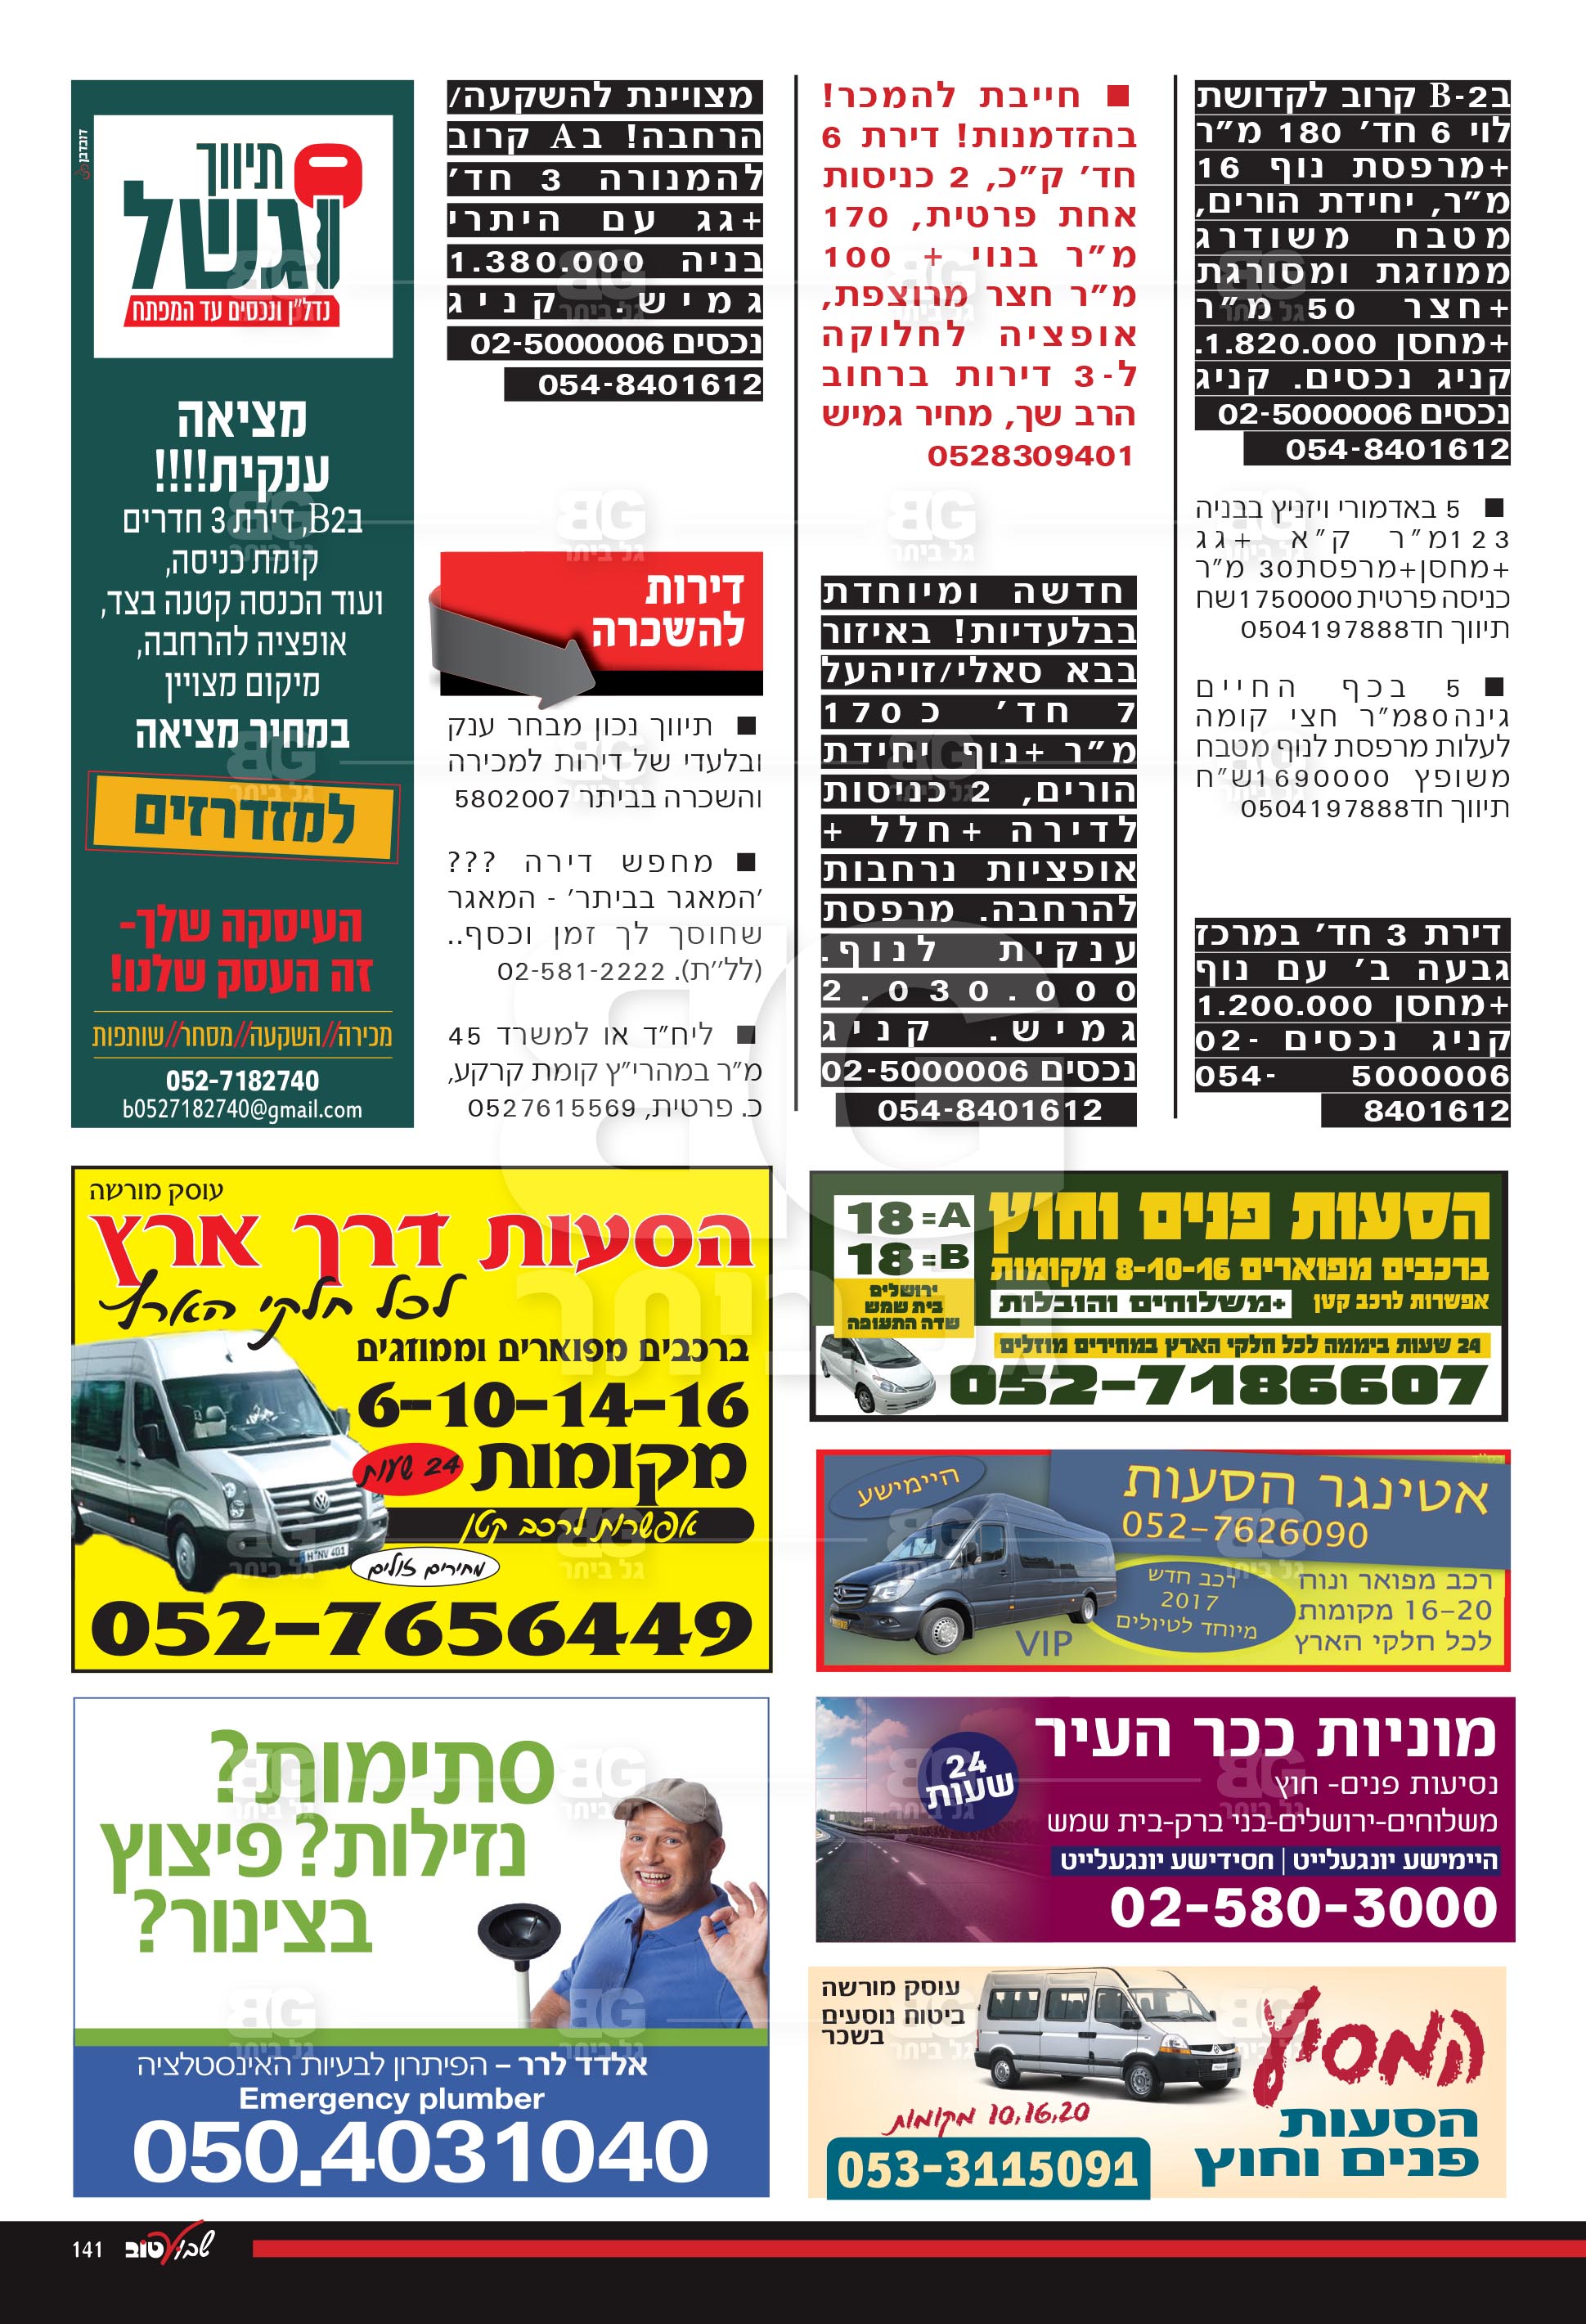 ב2-B קרוב לקדושת
לוי 6 חד' 180 מ"ר
+מרפסת נוף 16
מ"ר, יחידת הורים,
מטבח משודרג
ממוזגת ומסורגת
+חצר 50 מ"ר
+מחסן 1.820.000.
קניג נכסים. קניג
נכסים 02-5000006
054-8401612
■ 5 באדמורי ויזניץ בבניה
123מ"ר ק"א +גג
+מחסן+מרפסת30 מ"ר
כניסה פרטית 1750000שח
תיווך חד0504197888
■ 5 בכף החיים
גינה80מ"ר חצי קומה
לעלות מרפסת לנוף מטבח
משופץ 1690000ש"ח
תיווך חד0504197888
דירת 3 חד' במרכז
גבעה ב' עם נוף
+מחסן 1.200.000
קניג נכסים 02-
5000006 054-
8401612
■ חייבת להמכר!
בהזדמנות! דירת 6
חד' ק"כ, 2 כניסות
אחת פרטית, 170
מ"ר בנוי + 100
מ"ר חצר מרוצפת,
אופציה לחלוקה
ל-3 דירות ברחוב
הרב שך, מחיר גמיש
0528309401
חדשה ומיוחדת
בבלעדיות! באיזור
בבא סאלי/זויהעל
7 חד' כ170
מ"ר +נוף יחידת
הורים, 2 כניסות
לדירה +חלל +
אופציות נרחבות
להרחבה. מרפסת
ענקית לנוף.
2.030.000
גמיש. קניג
נכסים 02-5000006
054-8401612
מצויינת להשקעה/
הרחבה! בA קרוב
להמנורה 3 חד'
+גג עם היתרי
בניה 1.380.000
גמיש. קניג
נכסים 02-5000006
054-8401612
דירות
להשכרה
■ תיווך נכון מבחר ענק
ובלעדי של דירות למכירה
והשכרה בביתר 5802007
■ מחפש דירה ???
'המאגר בביתר' - המאגר
שחוסך לך זמן וכסף..
(לל"ת). 02-581-2222
■ ליח"ד או למשרד 45
מ"ר במהרי"ץ קומת קרקע,
כ. פרטית, 0527615569
תיווך
וגשל
נדל"ן ונכסים עד המפתח
מציאה
ענקית!!!!
בB2, דירת 3 חדרים
קומת כניסה,
ועוד הכנסה קטנה בצד,
אופציה להרחבה,
מיקום מצויין
במחיר מציאה
למזדרזים
העיסקה שלך-
זה העסק שלנו!
מכירה//השקעה//מסחר//שותפות
052-7182740
b0527182740@gmail.com
הסעות פנים וחוץ
ברכבים מפוארים 8-10-16 מקומות
אפשרות לרכב קטן +משלוחים והובלות
24 שעות ביממה לכל חלקי הארץ במחירים מוזלים
052-7186607
18=A
18=B
ירושלים
בית שמש
שדה התעופה
עוסק מורשה
הסעות דרך ארץ
לכל חלקי הארץ
ברכבים מפוארים וממוזגים
6-10-14-16
מקומות
24 שעות
אפשרות לרכב קטן
מחירים זולים
052-7656449
אטינגר הסעות
052-7626090
היימישע
רכב מפואר ונוח
16-20 מקומות
לכל חלקי הארץ
רכב חדש
2017
מיוחד לטיולים
VIP
מוניות ככר העיר
נסיעות פנים- חוץ
משלוחים-ירושלים-בני ברק-בית שמש
היימישע יונגעלייט | חסידישע יונגעלייט
02-580-3000
24
שעות
סתימות?
נזילות? פיצוץ
בצינור?
אלדד לרר - הפיתרון לבעיות האינסטלציה
Emergency plumber
050.4031040
המסיע
הסעות
פנים וחוץ
עוסק מורשה
ביטוח נוסעים
בשכר
10,16,20 מקומות
053-3115091
141 שבוע טוב
BG
גל ביתר